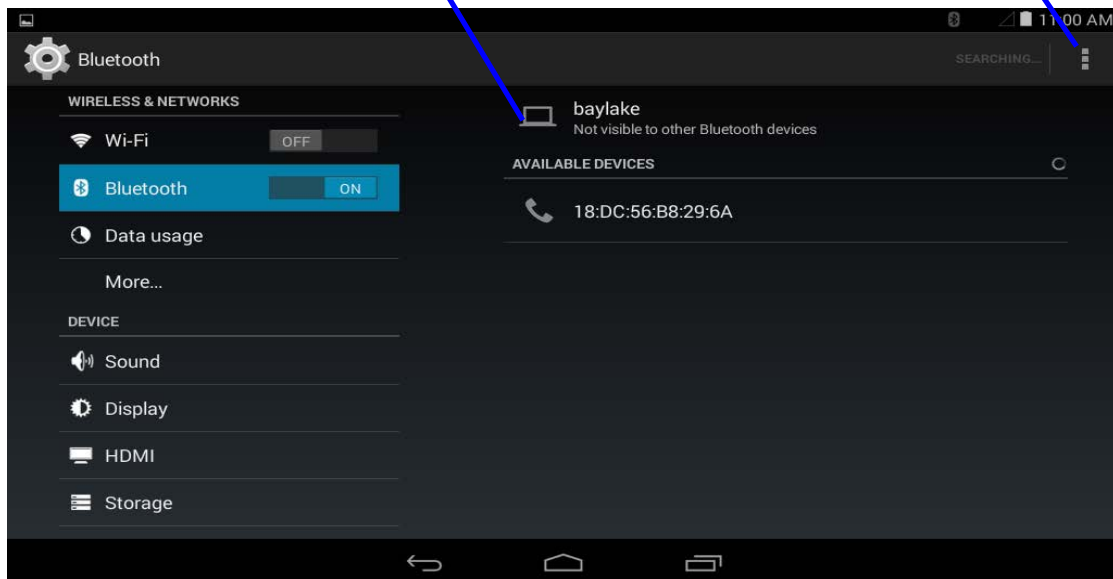 11:00 AM
Bluetooth
SEARCHING...
WIRELESS & NETWORKS
Wi-Fi
OFF
Bluetooth
ON
Data usage
More...
DEVICE
Sound
Display
HDMI
Storage
baylake
Not visible to other Bluetooth devices
AVAILABLE DEVICES
18:DC:56:B8:29:6A